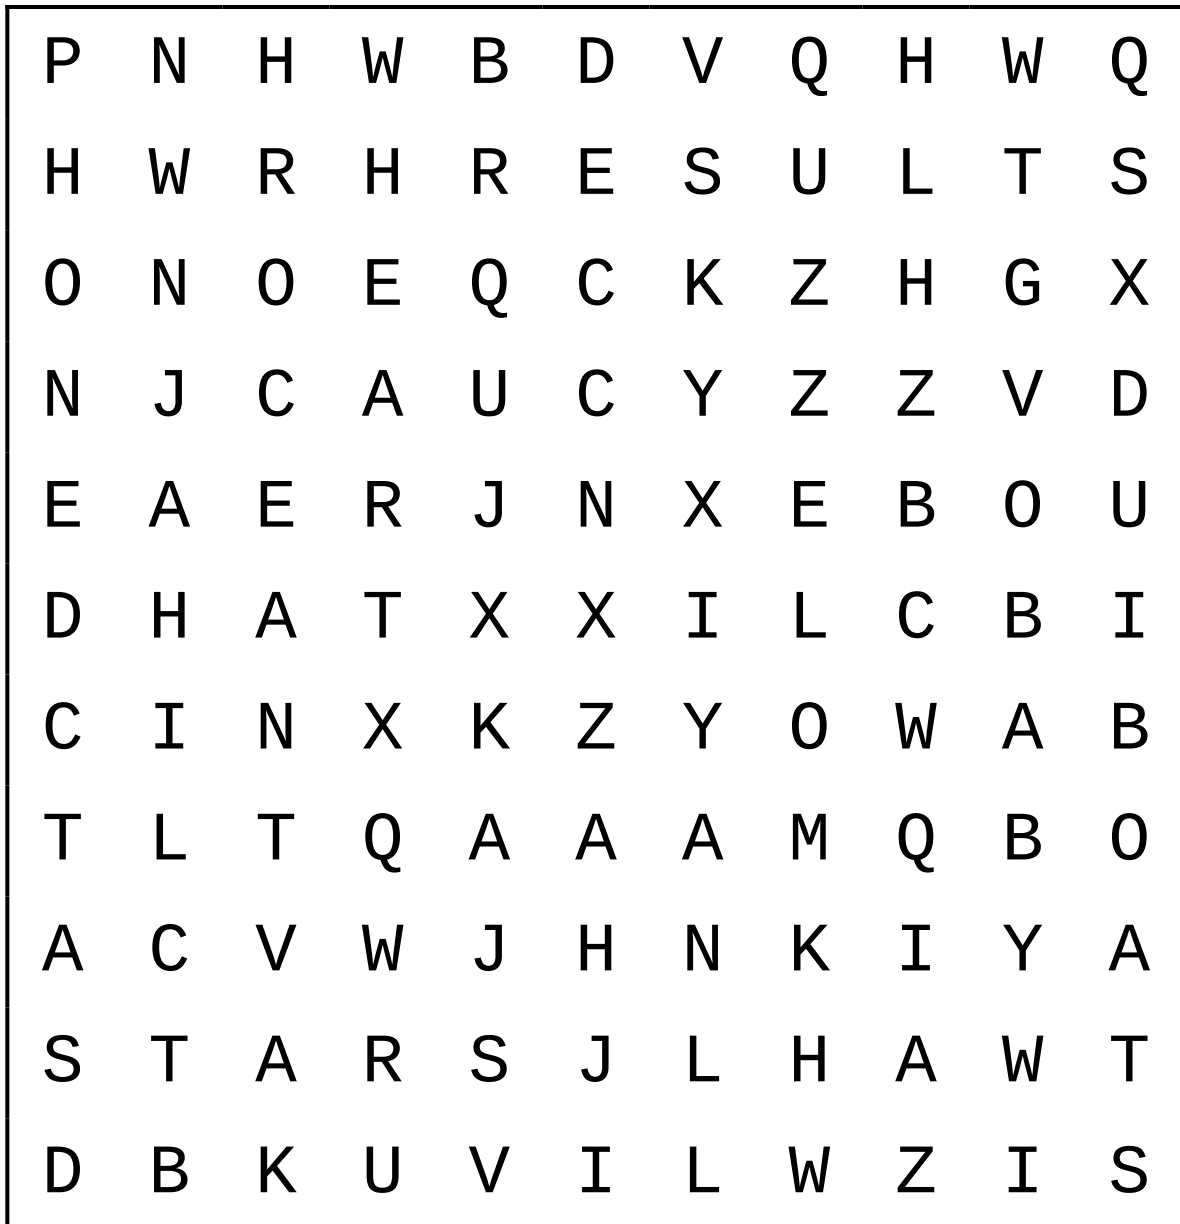 P N H W B D V Q H W Q
H W R H R E S U L T S
O N O E Q C K Z H G X
N J C A U C Y Z Z V D
E A E R J N X E B O U
D H A T X X I L C B I
C I N X K Z Y O W A B
T L T Q A A A M Q B O
A C V W J H N K I Y A
S T A R S J L H A W T
D B K U V I L W Z I S